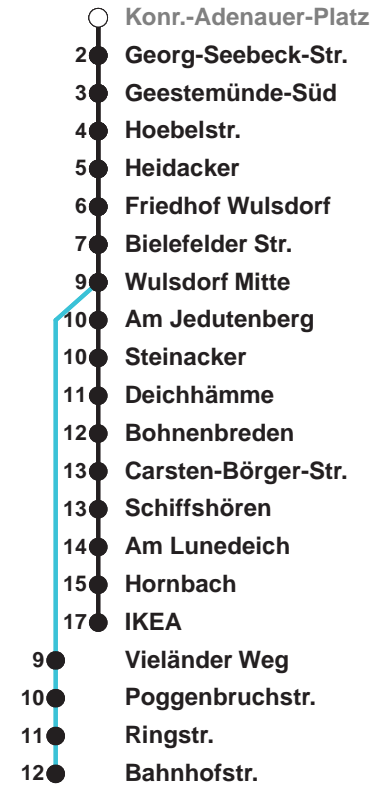 Konr.-Adenauer-Platz
2 Georg-Seebeck-Str.
3 Geestemünde-Süd
4 Hoebelstr.
5 Heidacker
6 Friedhof Wulsdorf
7 Bielefelder Str.
9 Wulsdorf Mitte
10 Am Jedutenberg
10 Steinacker
11 Deichhämme
12 Bohnenbreden
13 Carsten-Börger-Str.
13 Schiffshören
14 Am Lunedeich
15 Hornbach
17 IKEA
9 Vieländer Weg
10 Poggenbruchstr.
11 Ringstr.
12 Bahnhofstr.